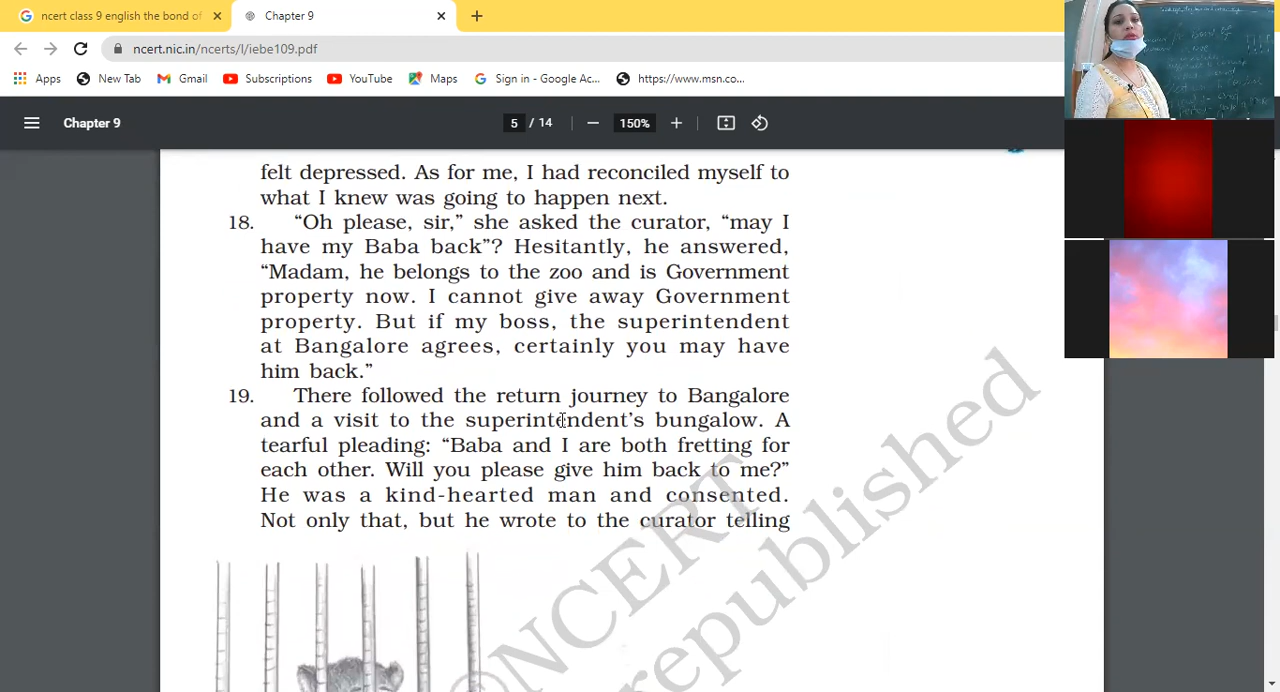 ncert class 9 english the bond of
Chapter 9
ncert.nic.in/ncerts/l/iebe109.pdf
Apps
New Tab
Gmail
Subscriptions
YouTube
Maps
Sign in - Google Ac...
https://www.msn.co...
Chapter 9
5 / 14
150%
felt depressed. As for me, I had reconciled myself to
what I knew was going to happen next.
18. “Oh please, sir,” she asked the curator, “may I
have my Baba back”? Hesitantly, he answered,
“Madam, he belongs to the zoo and is Government
property now. I cannot give away Government
property. But if my boss, the superintendent
at Bangalore agrees, certainly you may have
him back.”
19. There followed the return journey to Bangalore
and a visit to the superintendent’s bungalow. A
tearful pleading: “Baba and I are both fretting for
each other. Will you please give him back to me?”
He was a kind-hearted man and consented.
Not only that, but he wrote to the curator telling
©NCERT
republished